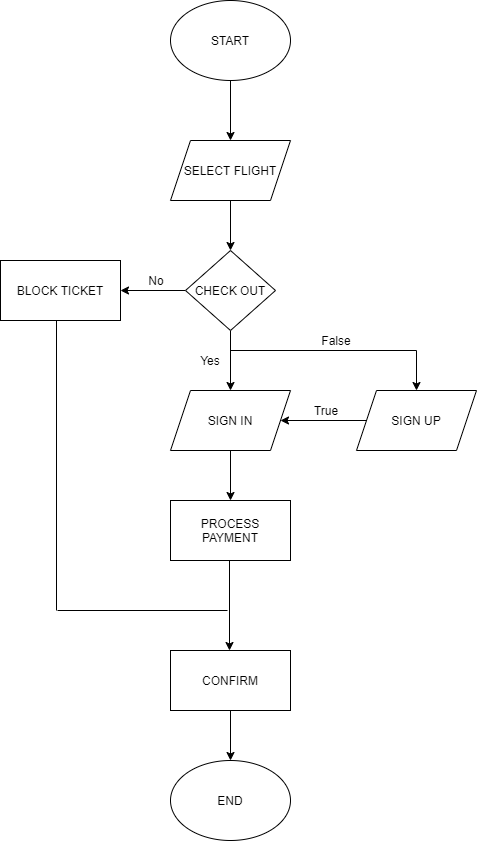 START
SELECT FLIGHT
No
BLOCK TICKET
CHECK OUT
False
Yes
True
SIGN IN
SIGN UP
PROCESS
PAYMENT
CONFIRM
END